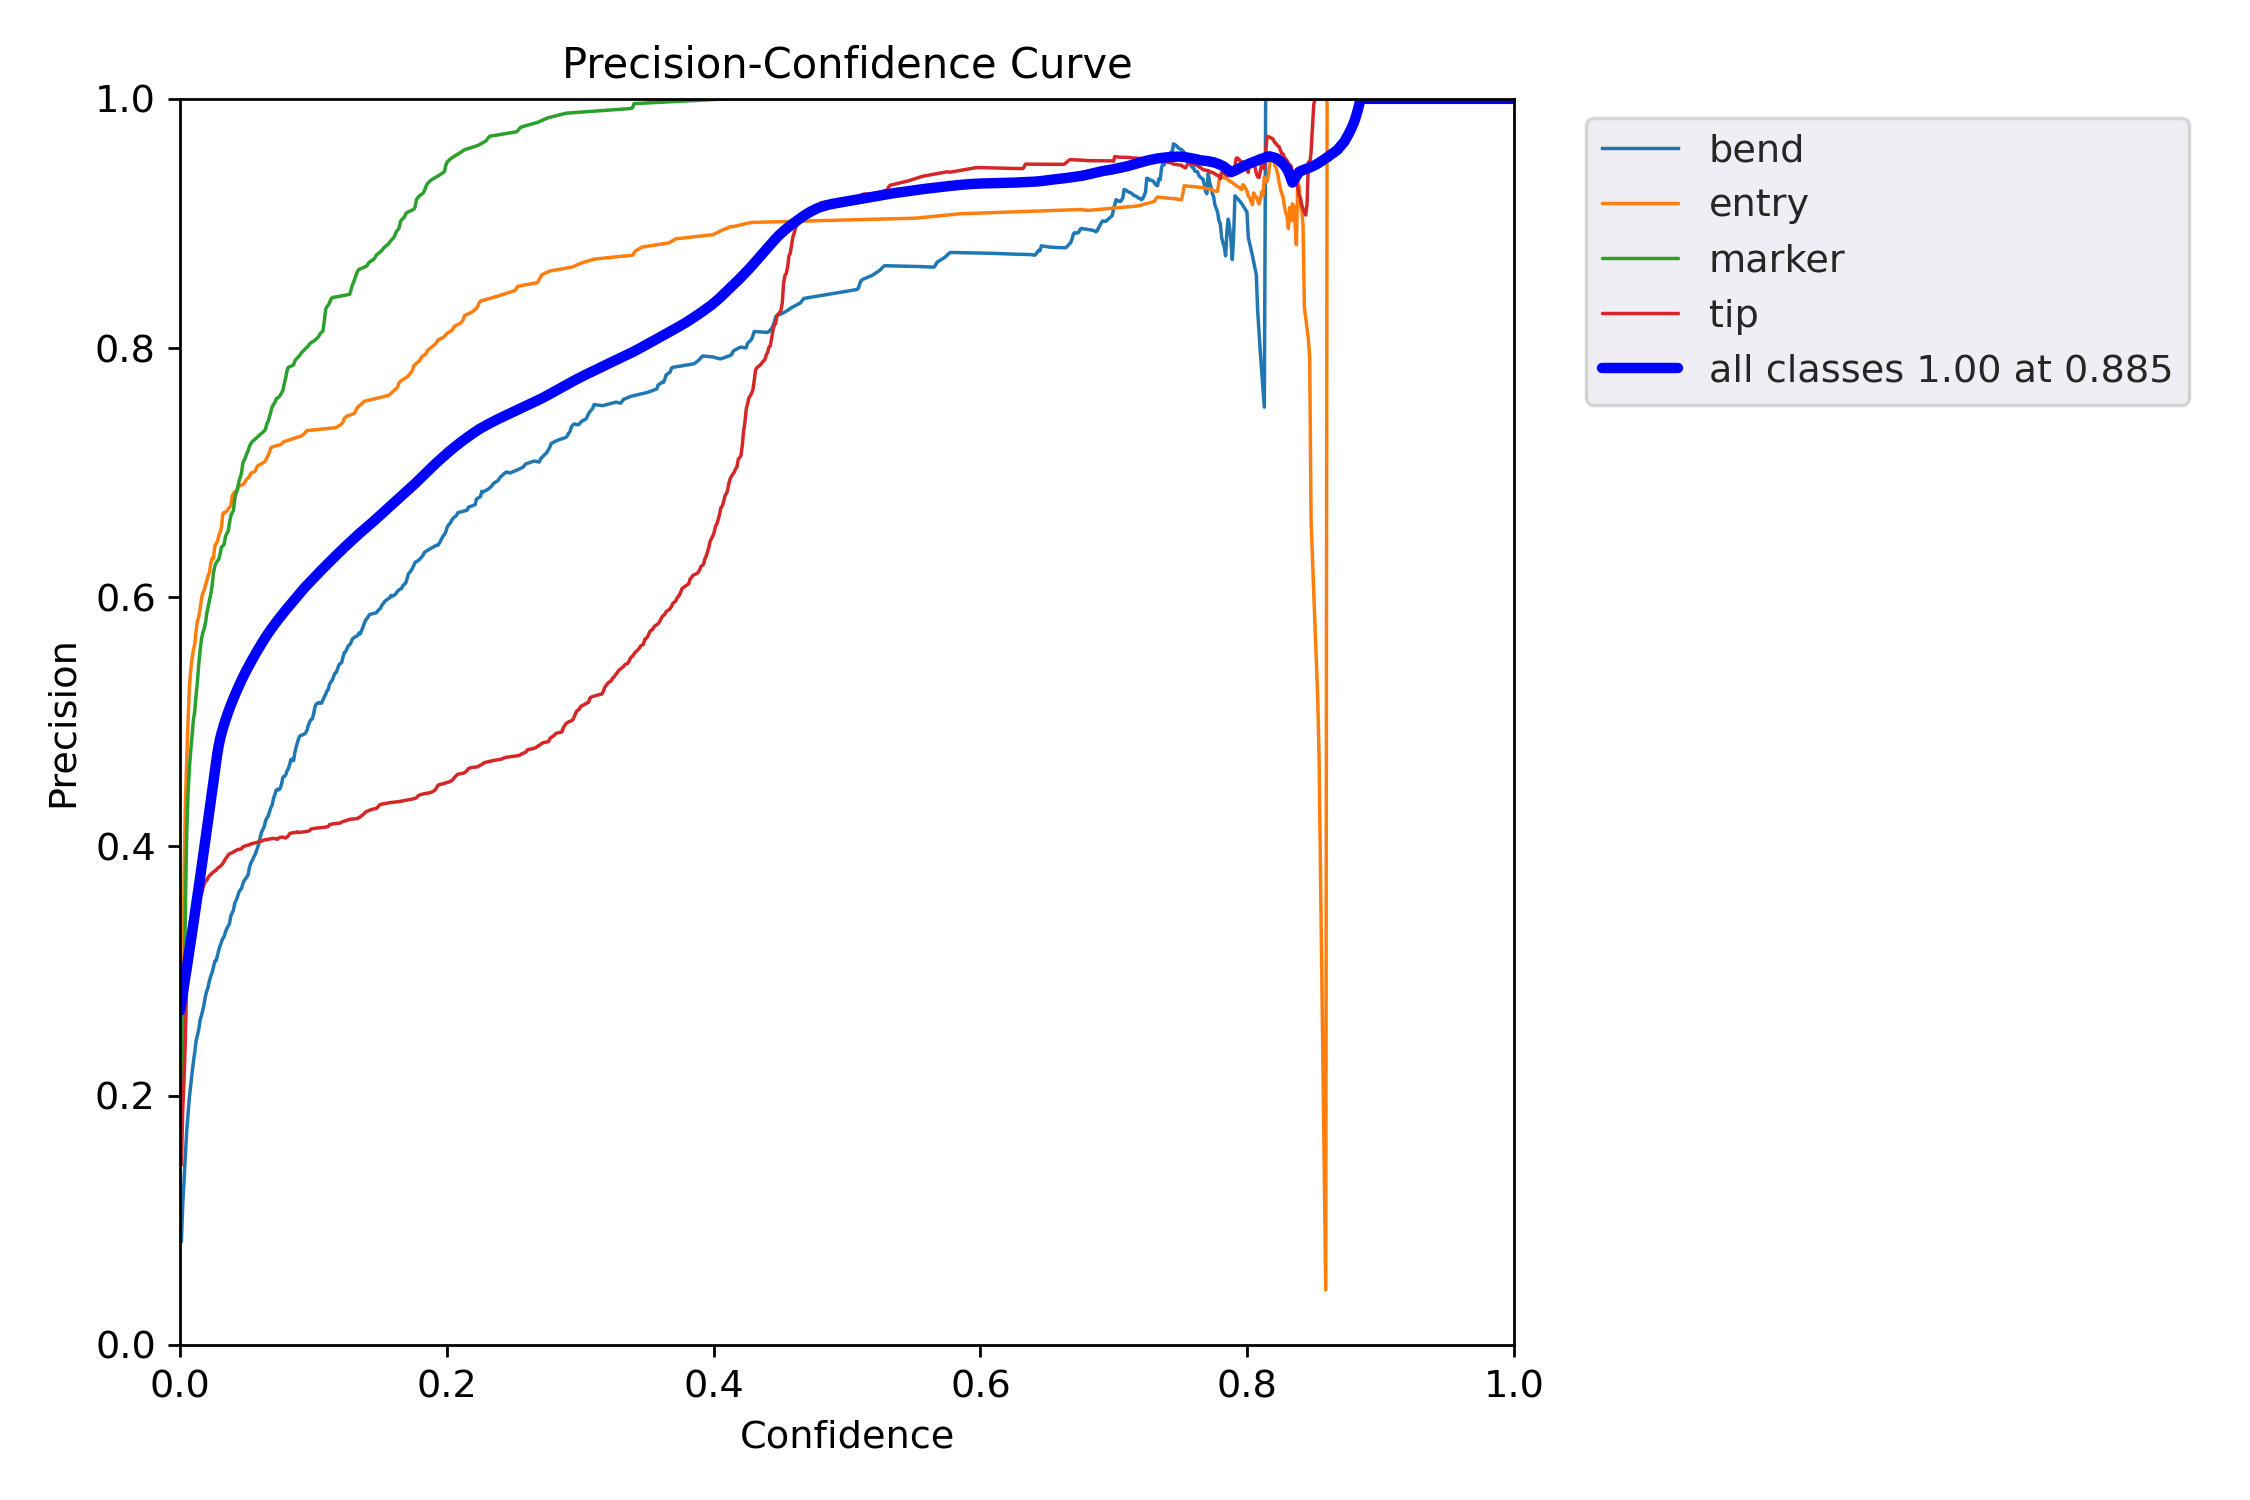 Precision-Confidence Curve
1.0
0.8
0.6
0.4
0.2
0.0
Precision
0.0 0.2 0.4 0.6 0.8 1.0
Confidence
bend
entry
marker
tip
all classes 1.00 at 0.885